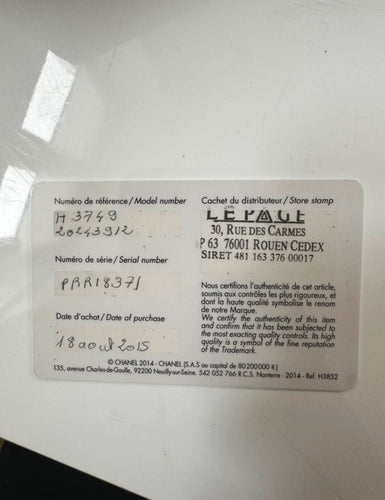 Numéro de référence / Model number
H 3749
20243912
Numéro de série / Serial number
PRR18371
Date d'achat / Date of purchase
18 aout 2015
Cachet du distributeur / Store stamp
LEPAGE
30, RUE DES CARMES
P 63 76001 ROUEN CEDEX
SIRET 481 163 376 00017
Nous certifions l'authenticité de cet article,
soumis aux contrôles les plus rigoureux, et
dont la haute qualité symbolise le renom
de notre Marque.
We certify the authenticity of this item
and confirm that it has been subjected to
the most exacting quality controls. Its high
quality is a symbol of the fine reputation
of the Trademark.
© CHANEL 2014 - CHANEL (S.A.S au capital de 80 200 000 €)
135, avenue Charles-de-Gaulle, 92200 Neuilly-sur-Seine. 542 052 766 R.C.S. Nanterre - 2014 - Ref. H3852